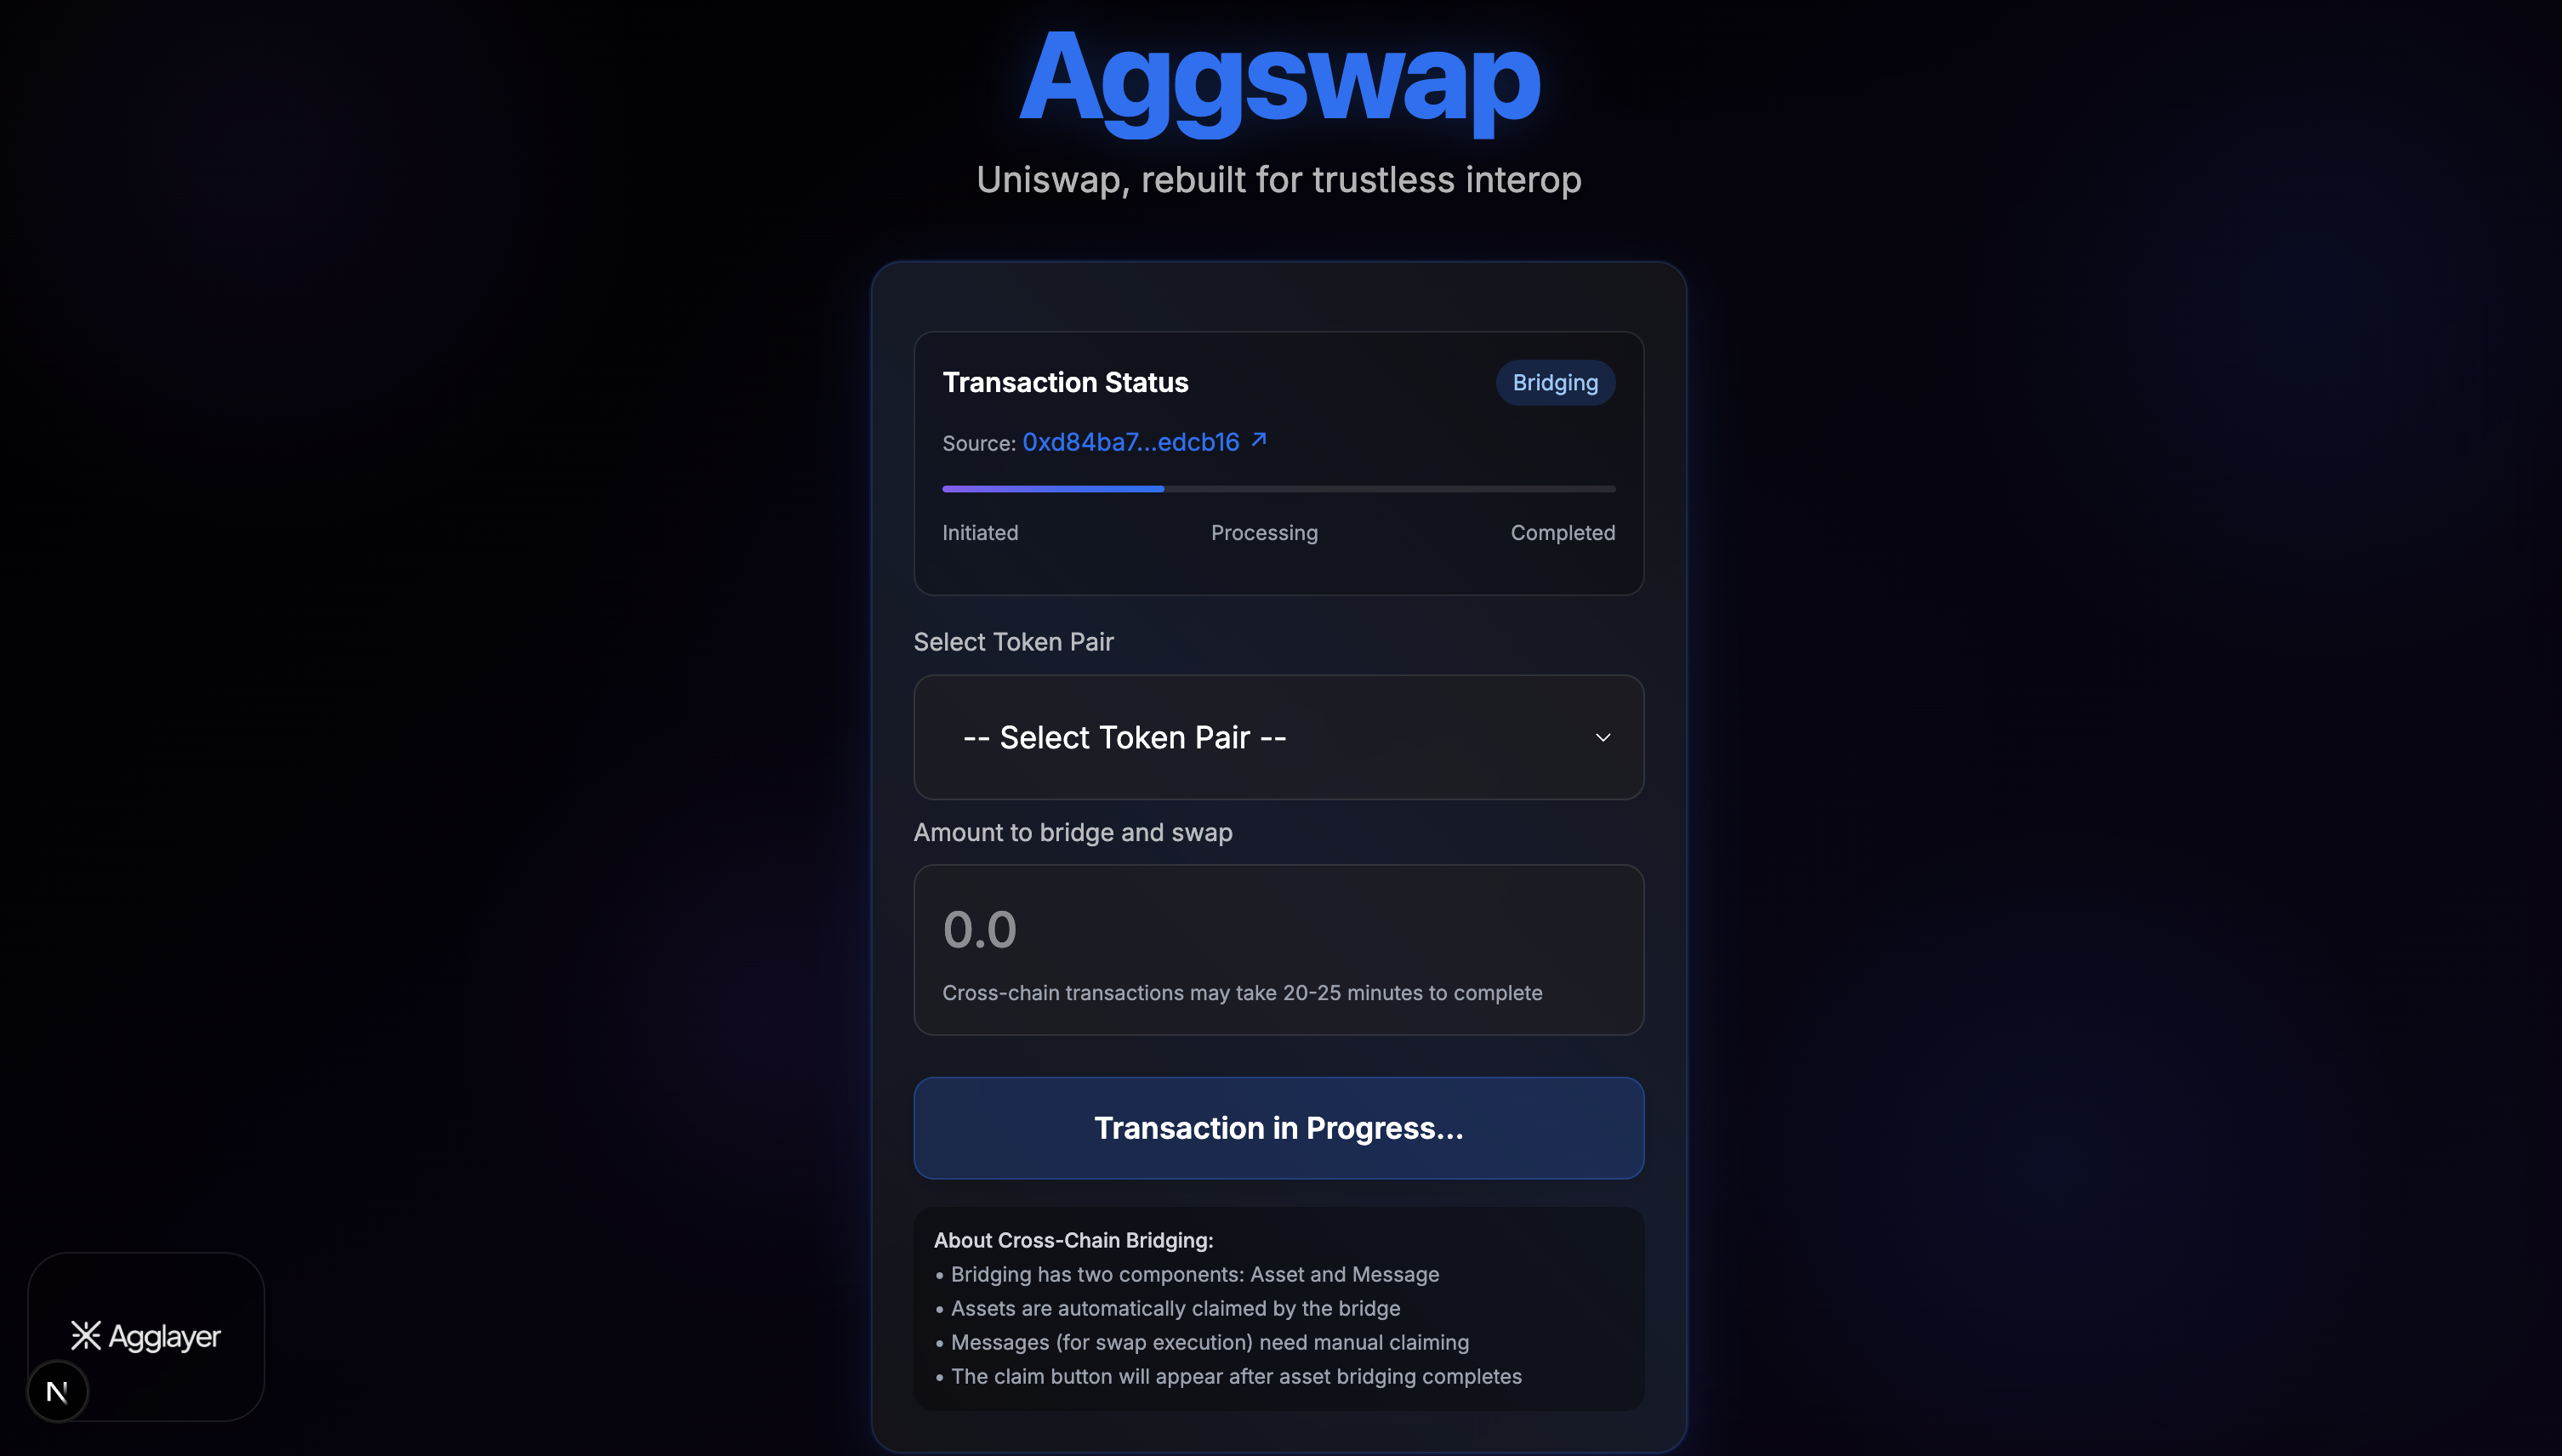 Aggswap
Uniswap, rebuilt for trustless interop
Transaction Status
Bridging
Source: 0xd84ba7...edcb16 ↗
Initiated
Processing
Completed
Select Token Pair
-- Select Token Pair --
Amount to bridge and swap
0.0
Cross-chain transactions may take 20-25 minutes to complete
Transaction in Progress...
About Cross-Chain Bridging:
• Bridging has two components: Asset and Message
• Assets are automatically claimed by the bridge
• Messages (for swap execution) need manual claiming
• The claim button will appear after asset bridging completes
Agglayer
N